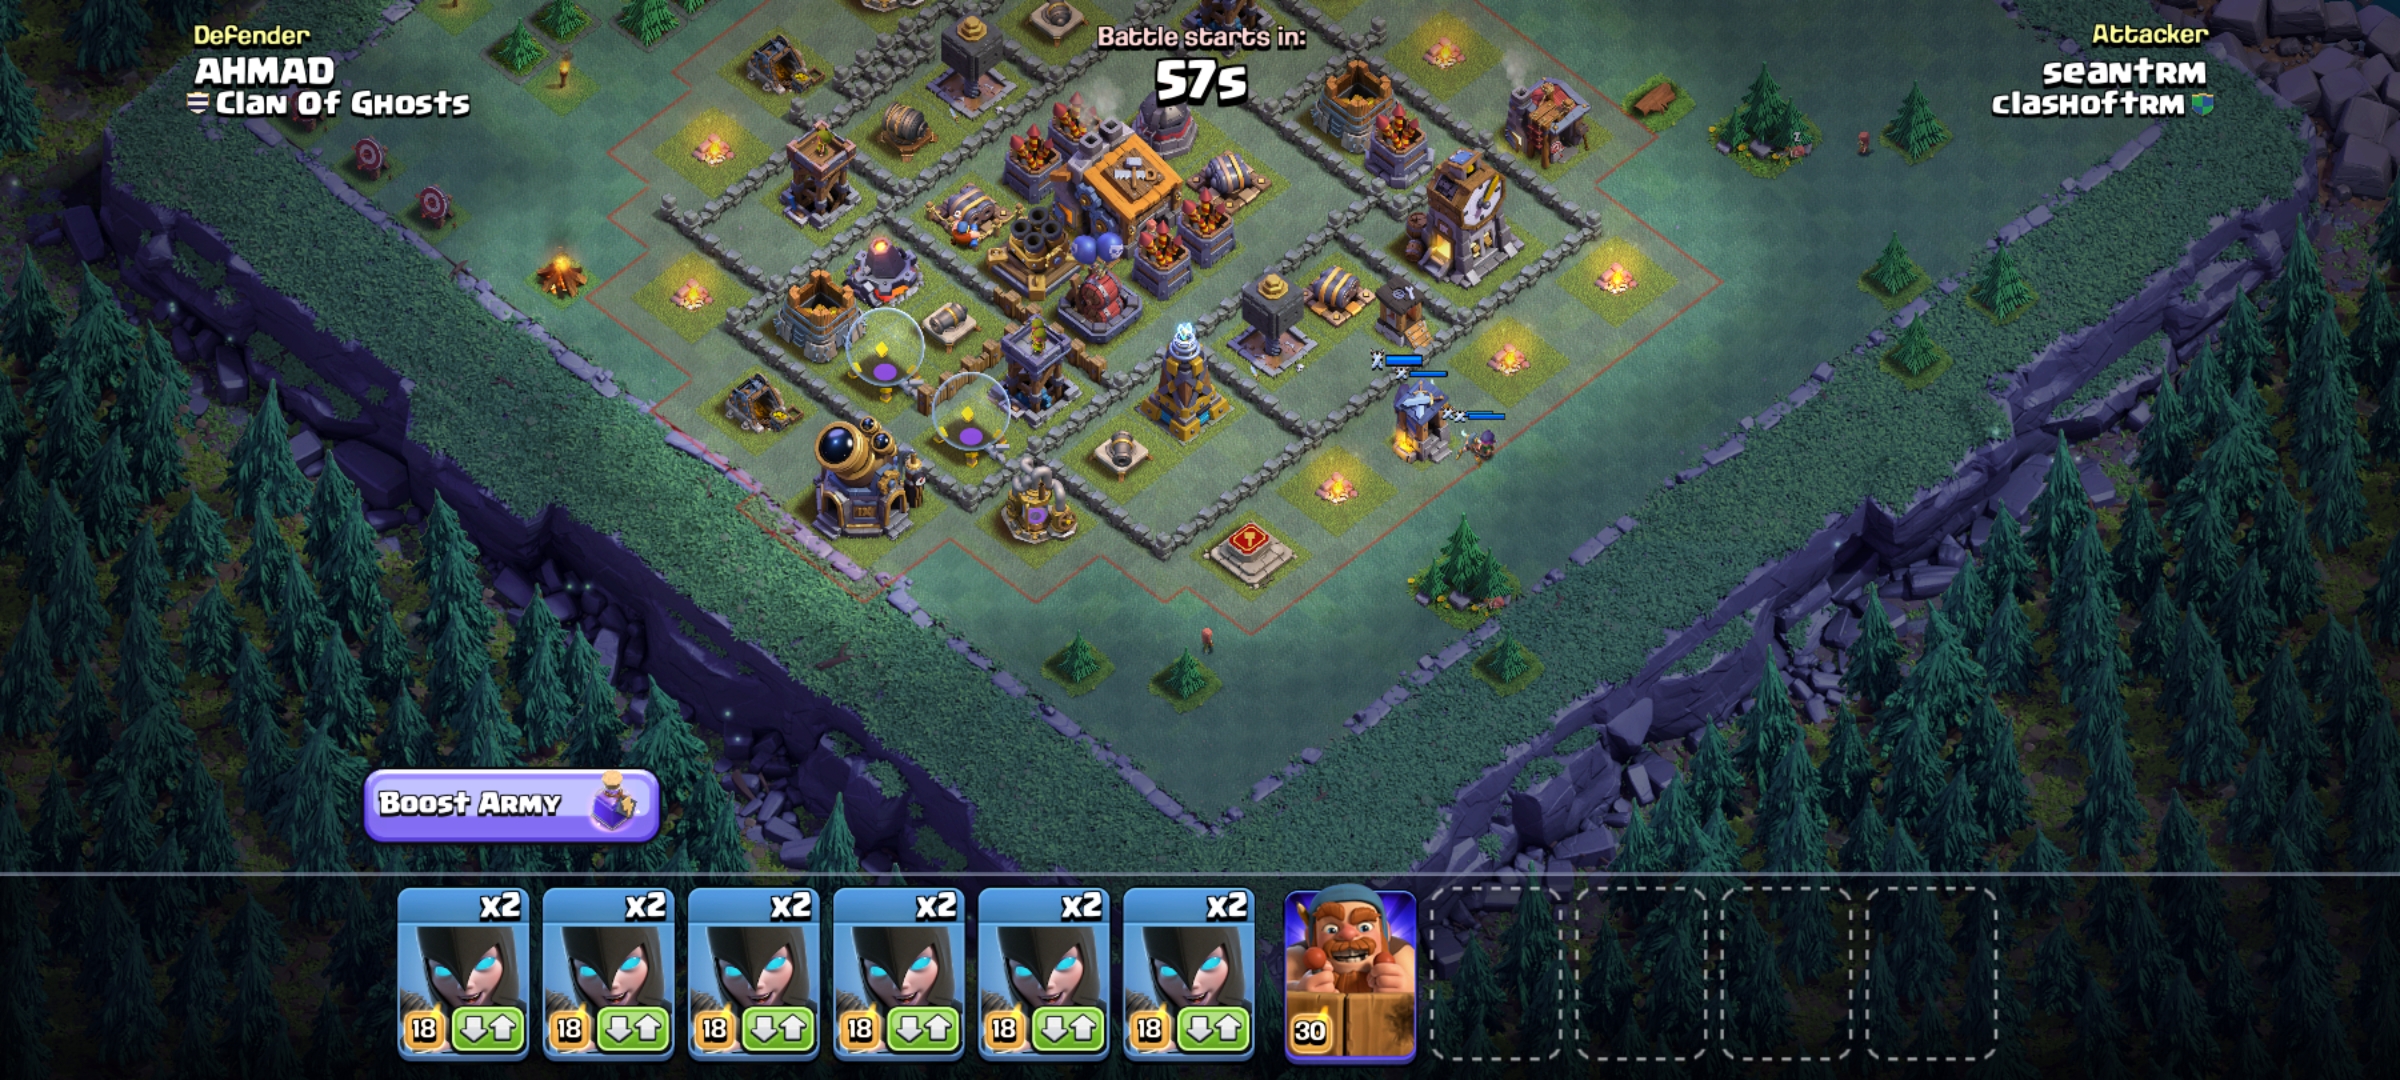 Defender
AHMAD
Clan Of Ghosts
Battle starts in:
57s
Attacker
seantRM
clashoftRM
Boost Army
x2
x2
x2
x2
x2
x2
18
18
18
18
18
18
30